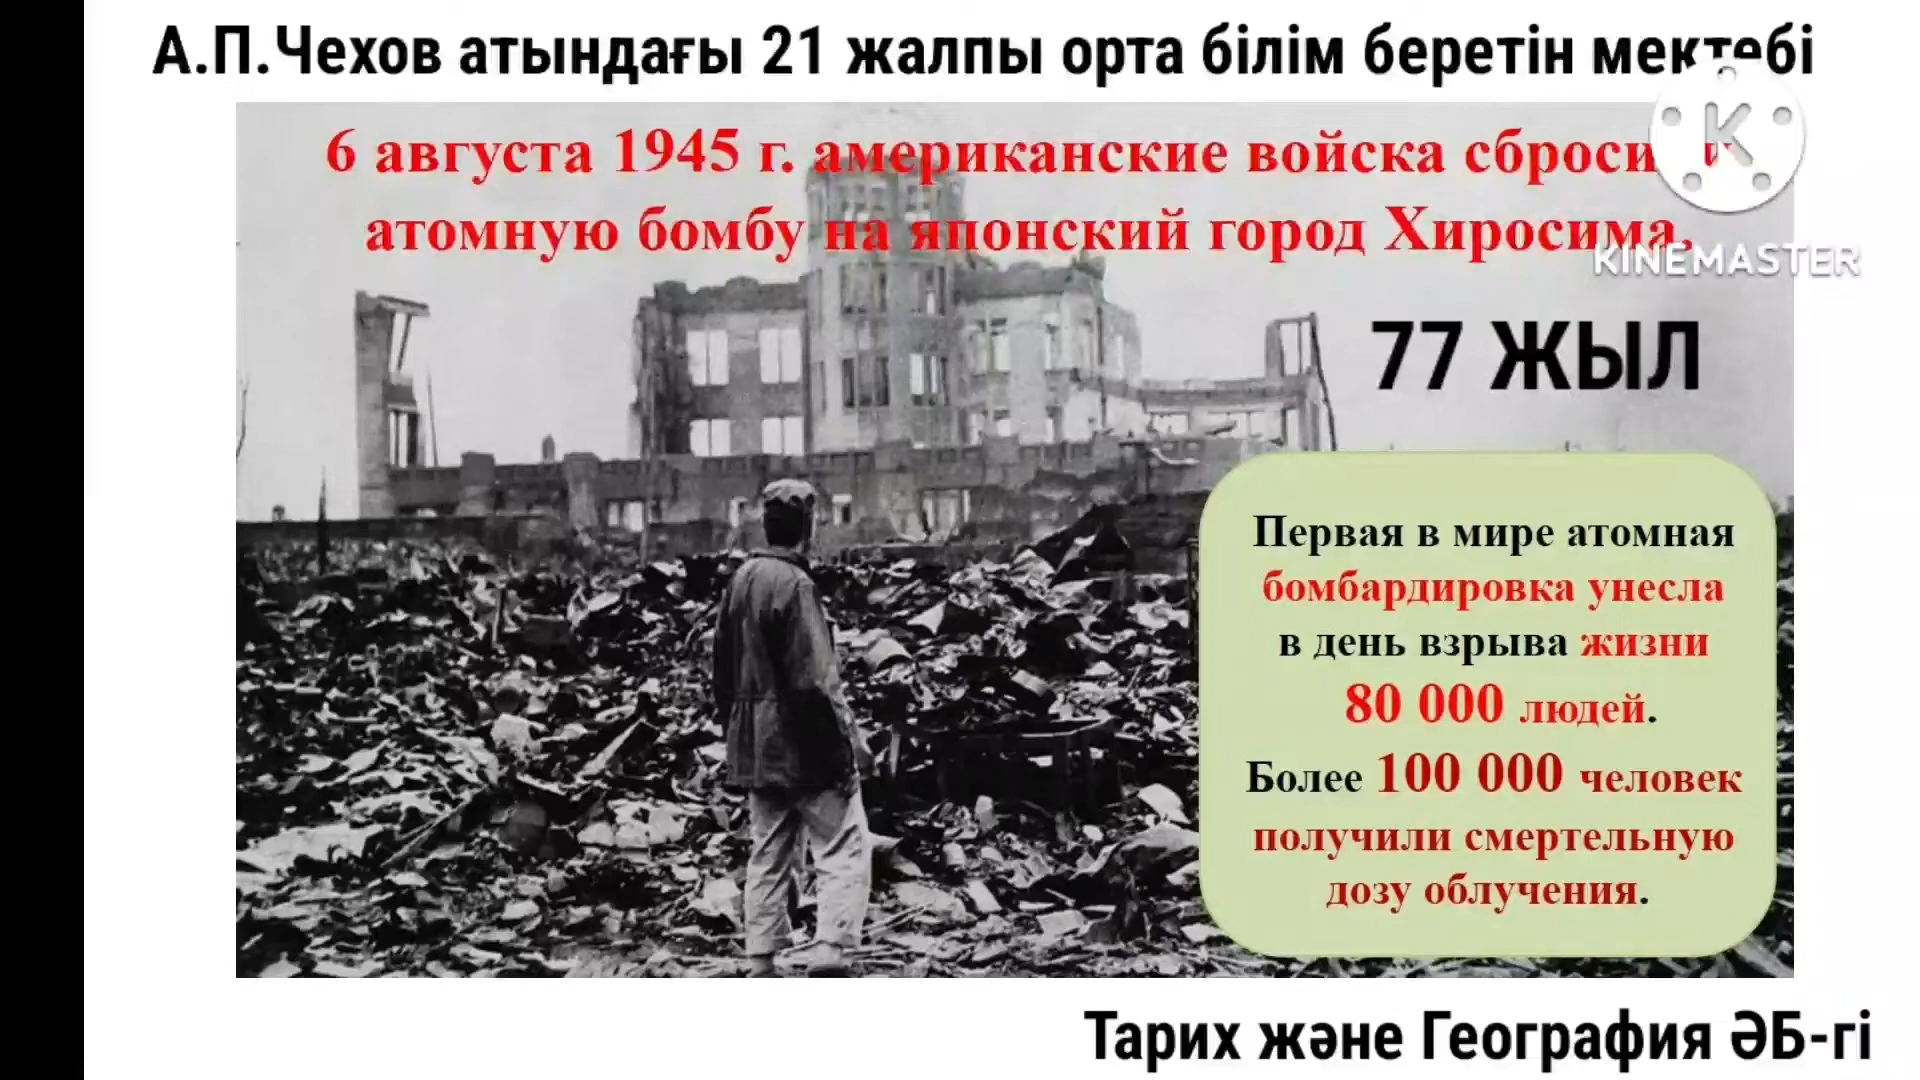 А.П.Чехов атындағы 21 жалпы орта білім беретін мектебі
6 августа 1945 г. американские войска сбросили
атомную бомбу на японский город Хиросима.
K
KINEMASTER
77 ЖЫЛ
Первая в мире атомная
бомбардировка унесла
в день взрыва жизни
80 000 людей.
Более 100 000 человек
получили смертельную
дозу облучения.
Тарих және География ӘБ-гі